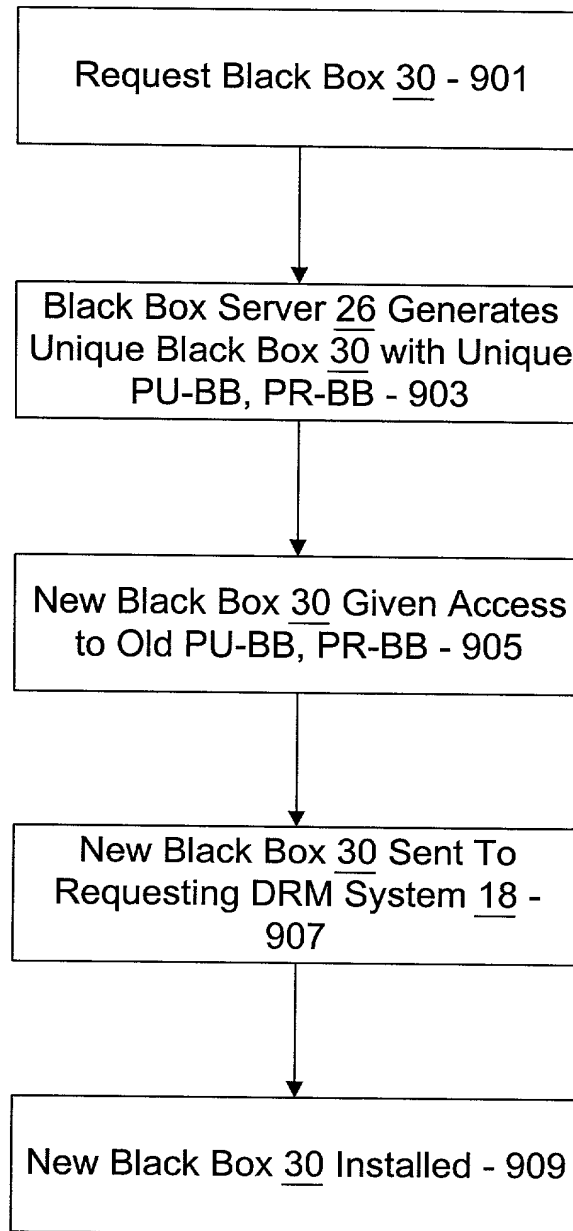 Request Black Box 30 - 901
Black Box Server 26 Generates
Unique Black Box 30 with Unique
PU-BB, PR-BB - 903
New Black Box 30 Given Access
to Old PU-BB, PR-BB - 905
New Black Box 30 Sent To
Requesting DRM System 18 -
907
New Black Box 30 Installed - 909